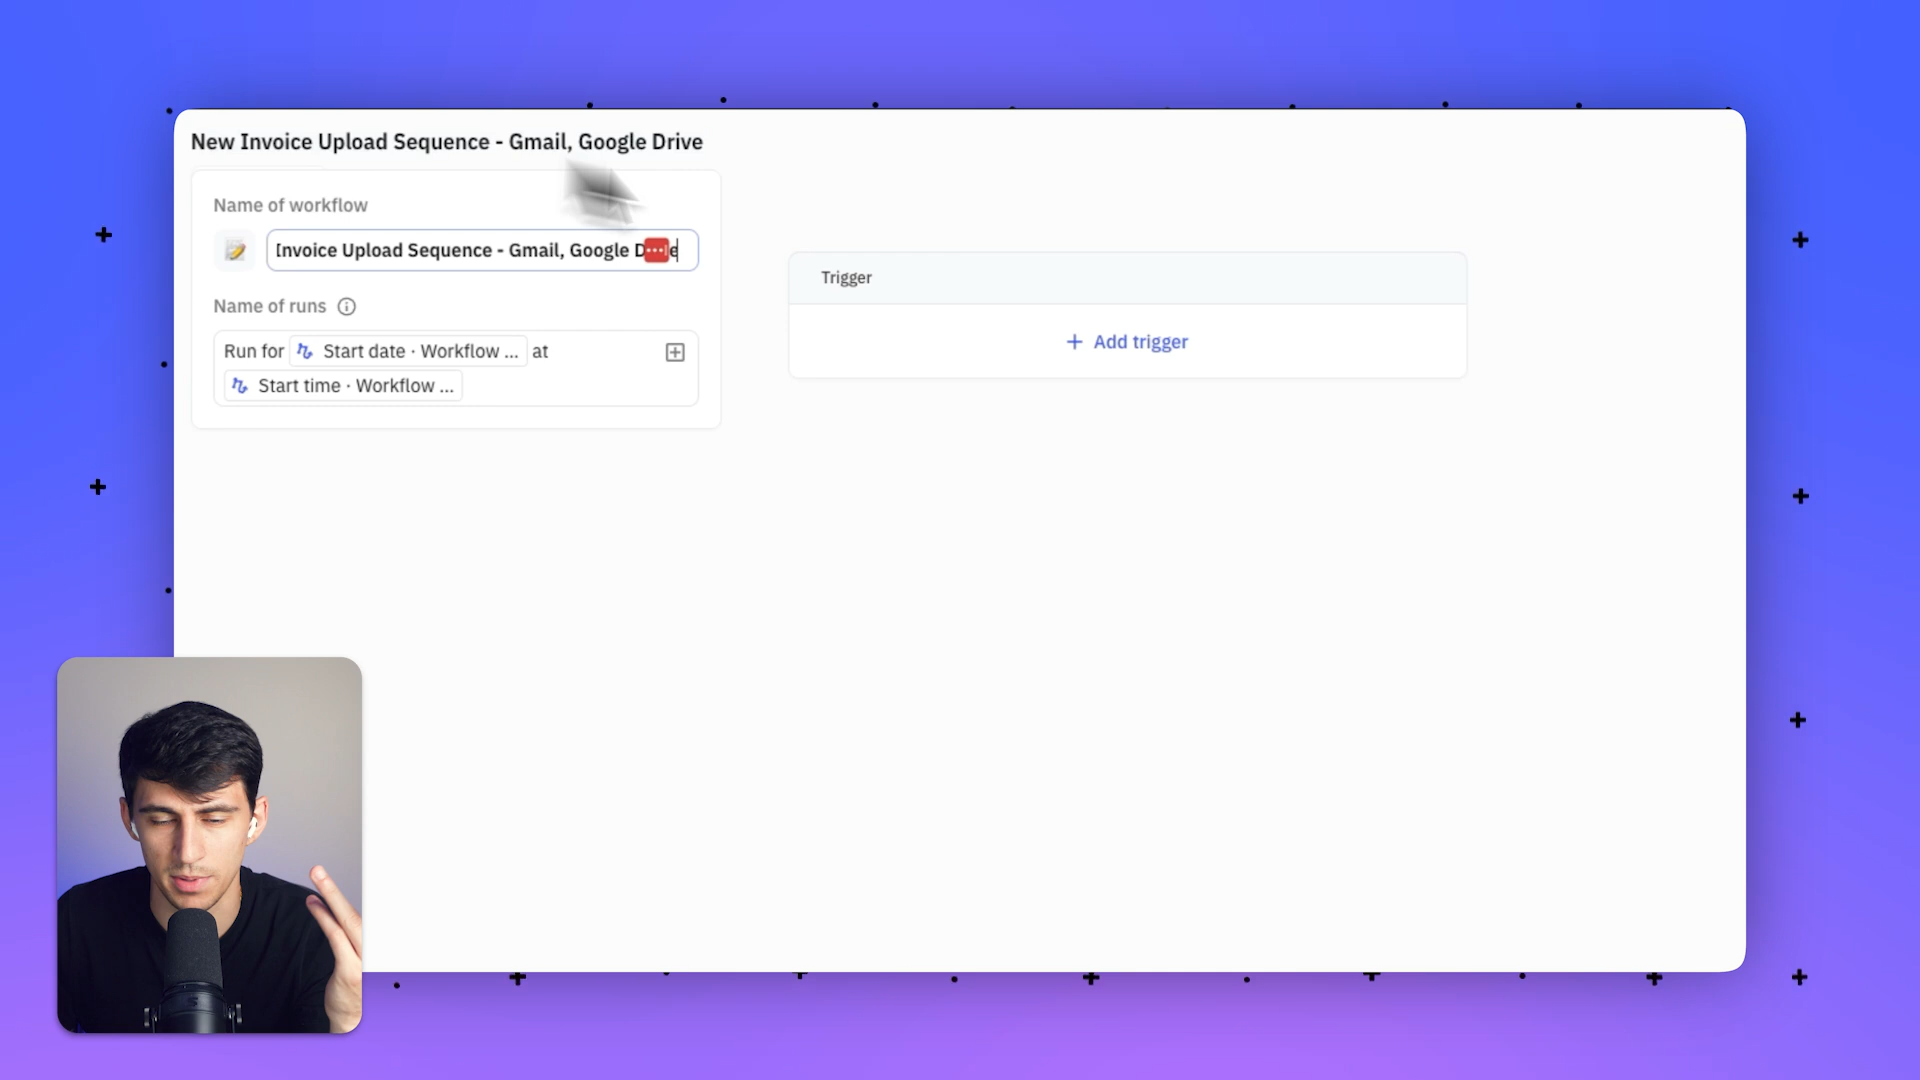 New Invoice Upload Sequence - Gmail, Google Drive
Name of workflow
Invoice Upload Sequence - Gmail, Google D e
Name of runs
Run for Start date · Workflow ... at
Start time · Workflow ...
Trigger
+ Add trigger